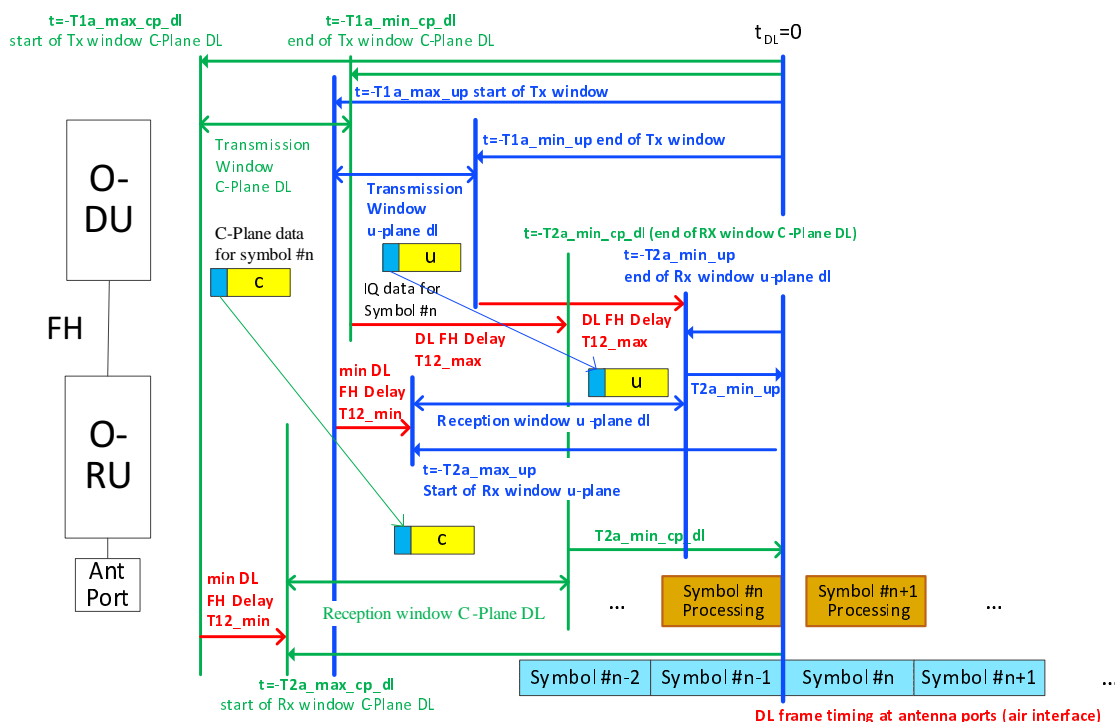 t=-T1a_max_cp_dl
start of Tx window C-Plane DL
t=-T1a_min_cp_dl
end of Tx window C-Plane DL
t DL=0
t=-T1a_max_up start of Tx window
t=-T1a_min_up end of Tx window
Transmission
Window
C-Plane DL
O-
DU
Transmission
Window
u-plane dl
C-Plane data
for symbol #n
c
u
IQ data for
Symbol #n
t=-T2a_min_cp_dl (end of RX window C-Plane DL)
t=-T2a_min_up
end of Rx window u-plane dl
FH
DL FH Delay
T12_max
DL FH Delay
T12_max
u
T2a_min_up
min DL
FH Delay
T12_min
Reception window u-plane dl
O-
RU
t=-T2a_max_up
Start of Rx window u-plane
c
T2a_min_cp_dl
Ant
Port
min DL
FH Delay
T12_min
Reception window C-Plane DL
...
Symbol #n
Processing
Symbol #n+1
Processing
...
t=-T2a_max_cp_dl
start of Rx window C-Plane DL
Symbol #n-2
Symbol #n-1
Symbol #n
Symbol #n+1
...
DL frame timing at antenna ports (air interface)